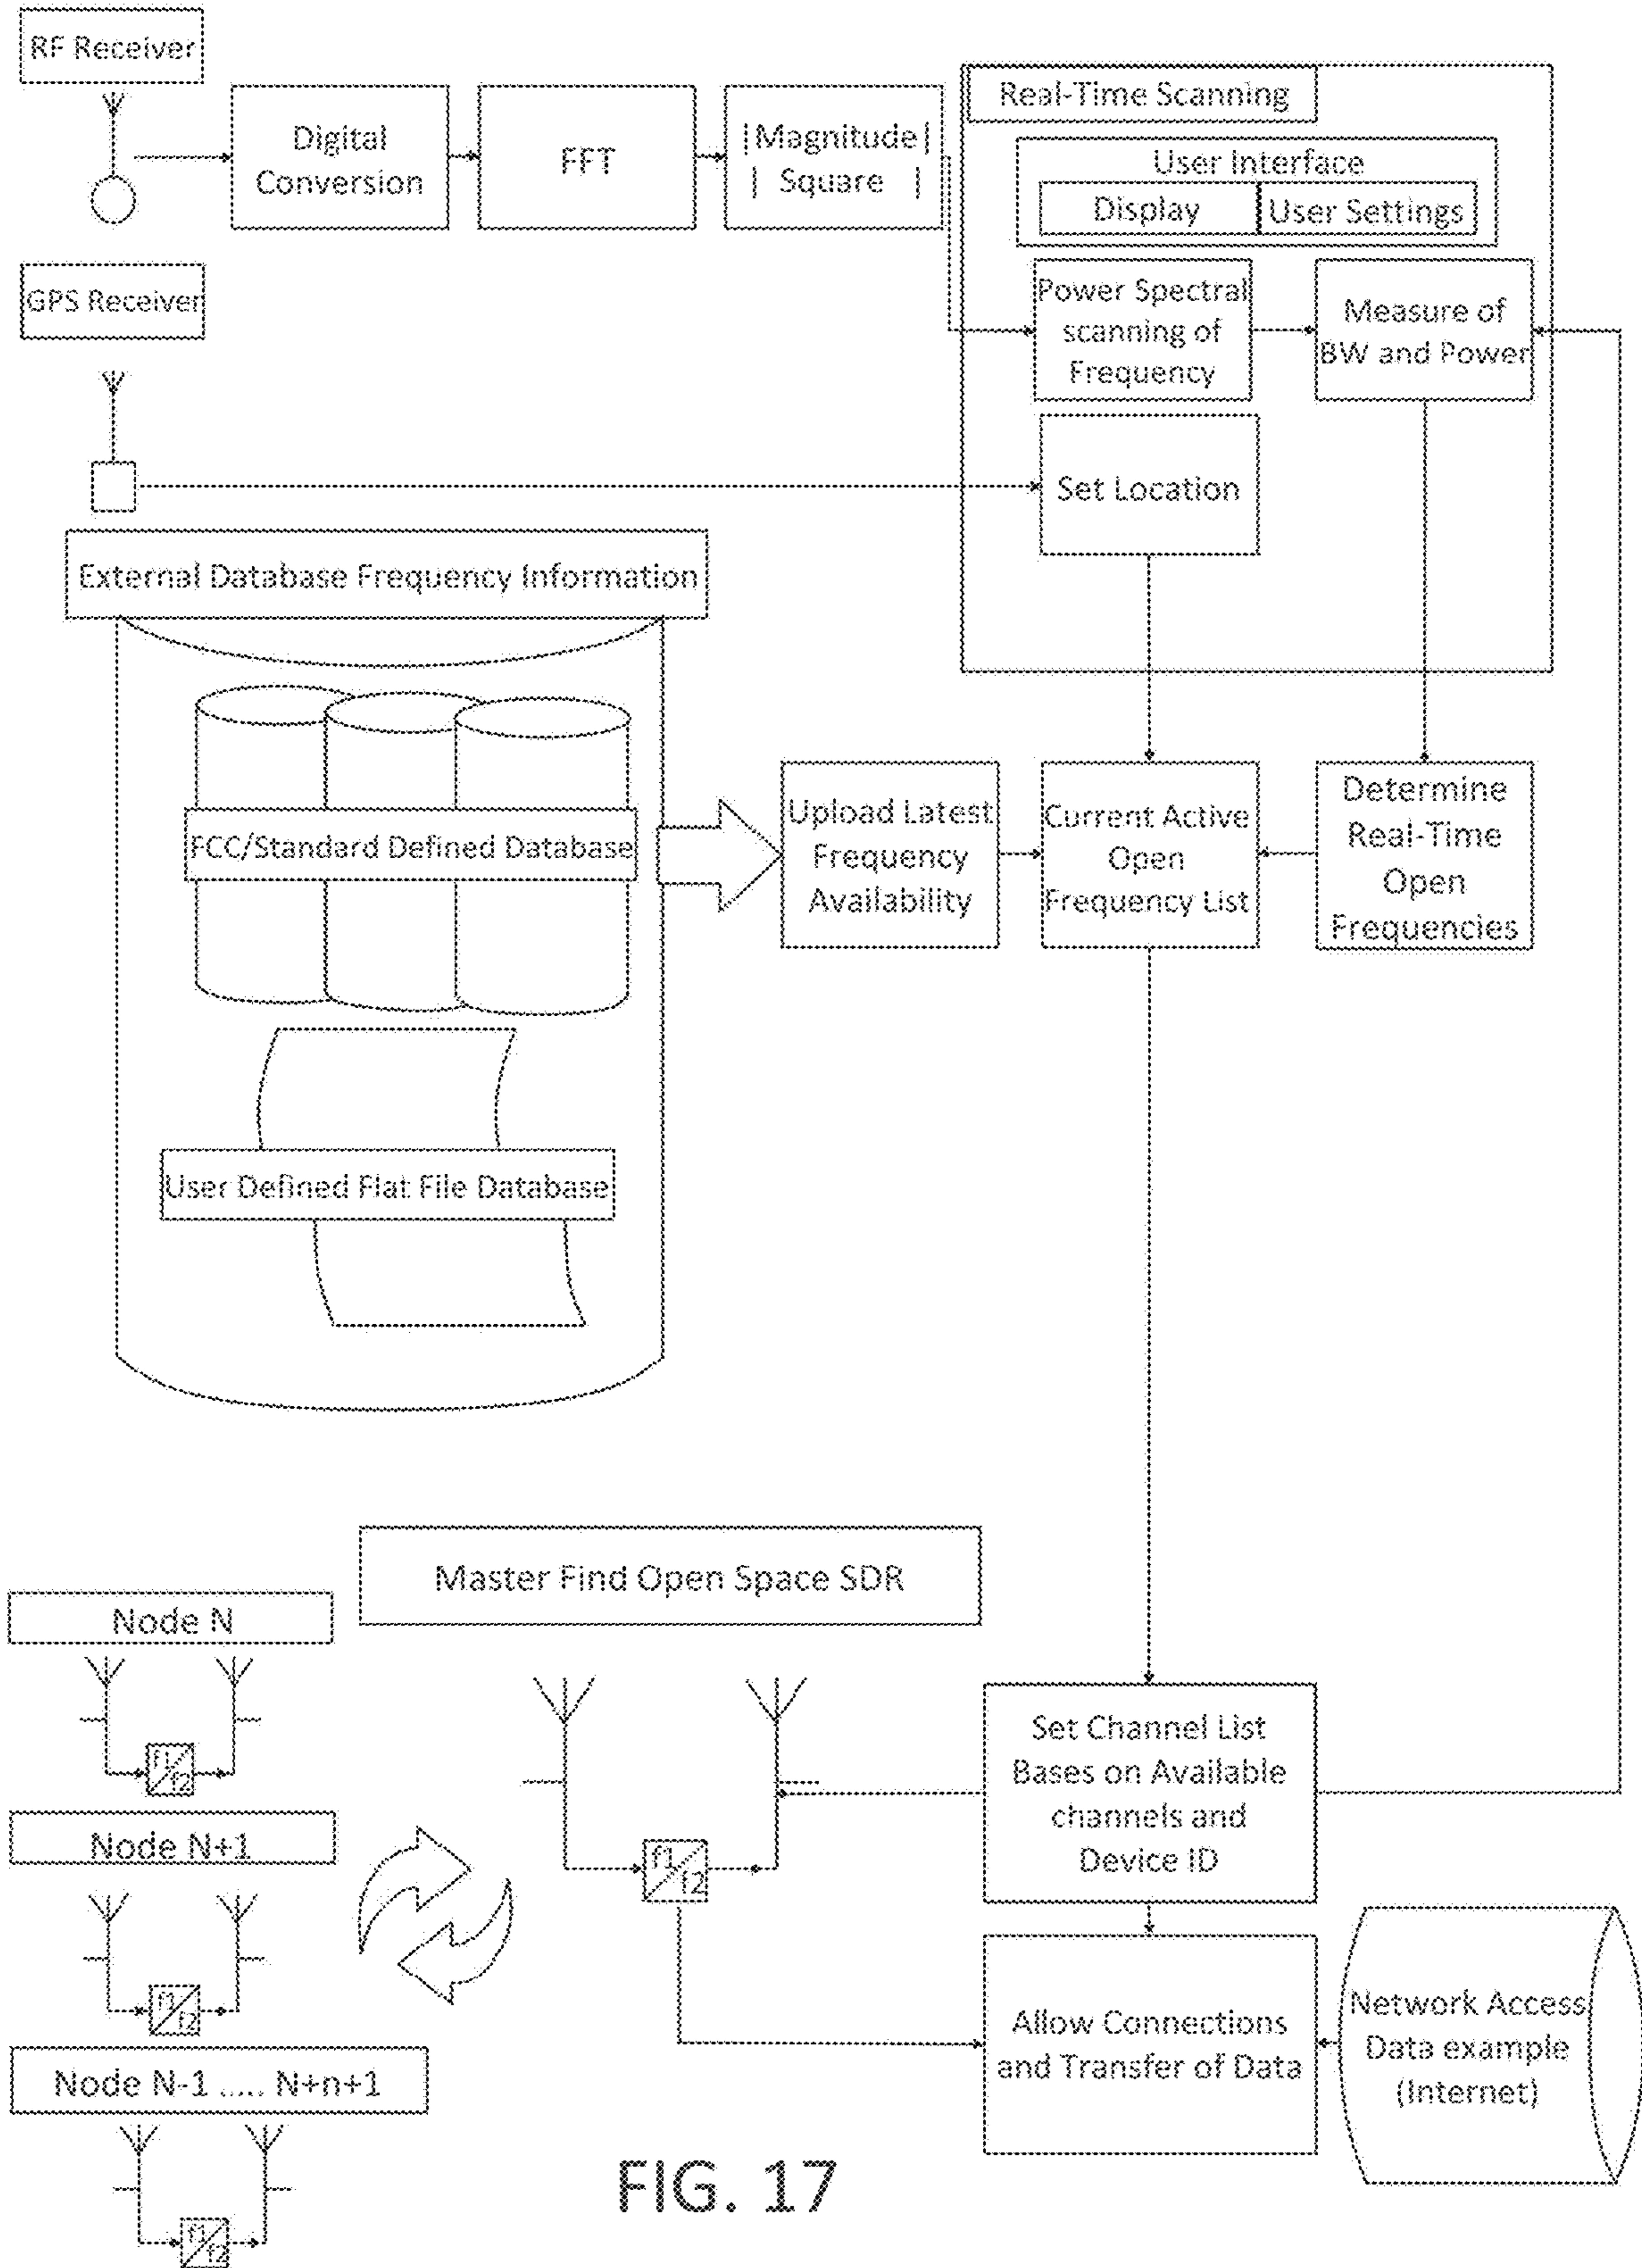 RF Receiver
Digital
Conversion
FFT
|Magnitude|
| Square |
Real-Time Scanning
User Interface
Display
User Settings
GPS Receiver
Power Spectral
scanning of
Frequency
Measure of
BW and Power
Set Location
External Database Frequency Information
FCC/Standard Defined Database
Upload Latest
Frequency
Availability
Current Active
Open
Frequency List
Determine
Real-Time
Open
Frequencies
User Defined Flat File Database
Master Find Open Space SDR
Node N
f1
f2
Node N+1
f1
f2
Node N-1 ..... N+n+1
f1
f2
f1
f2
Set Channel List
Bases on Available
channels and
Device ID
Allow Connections
and Transfer of Data
Network Access
Data example
(Internet)
FIG. 17